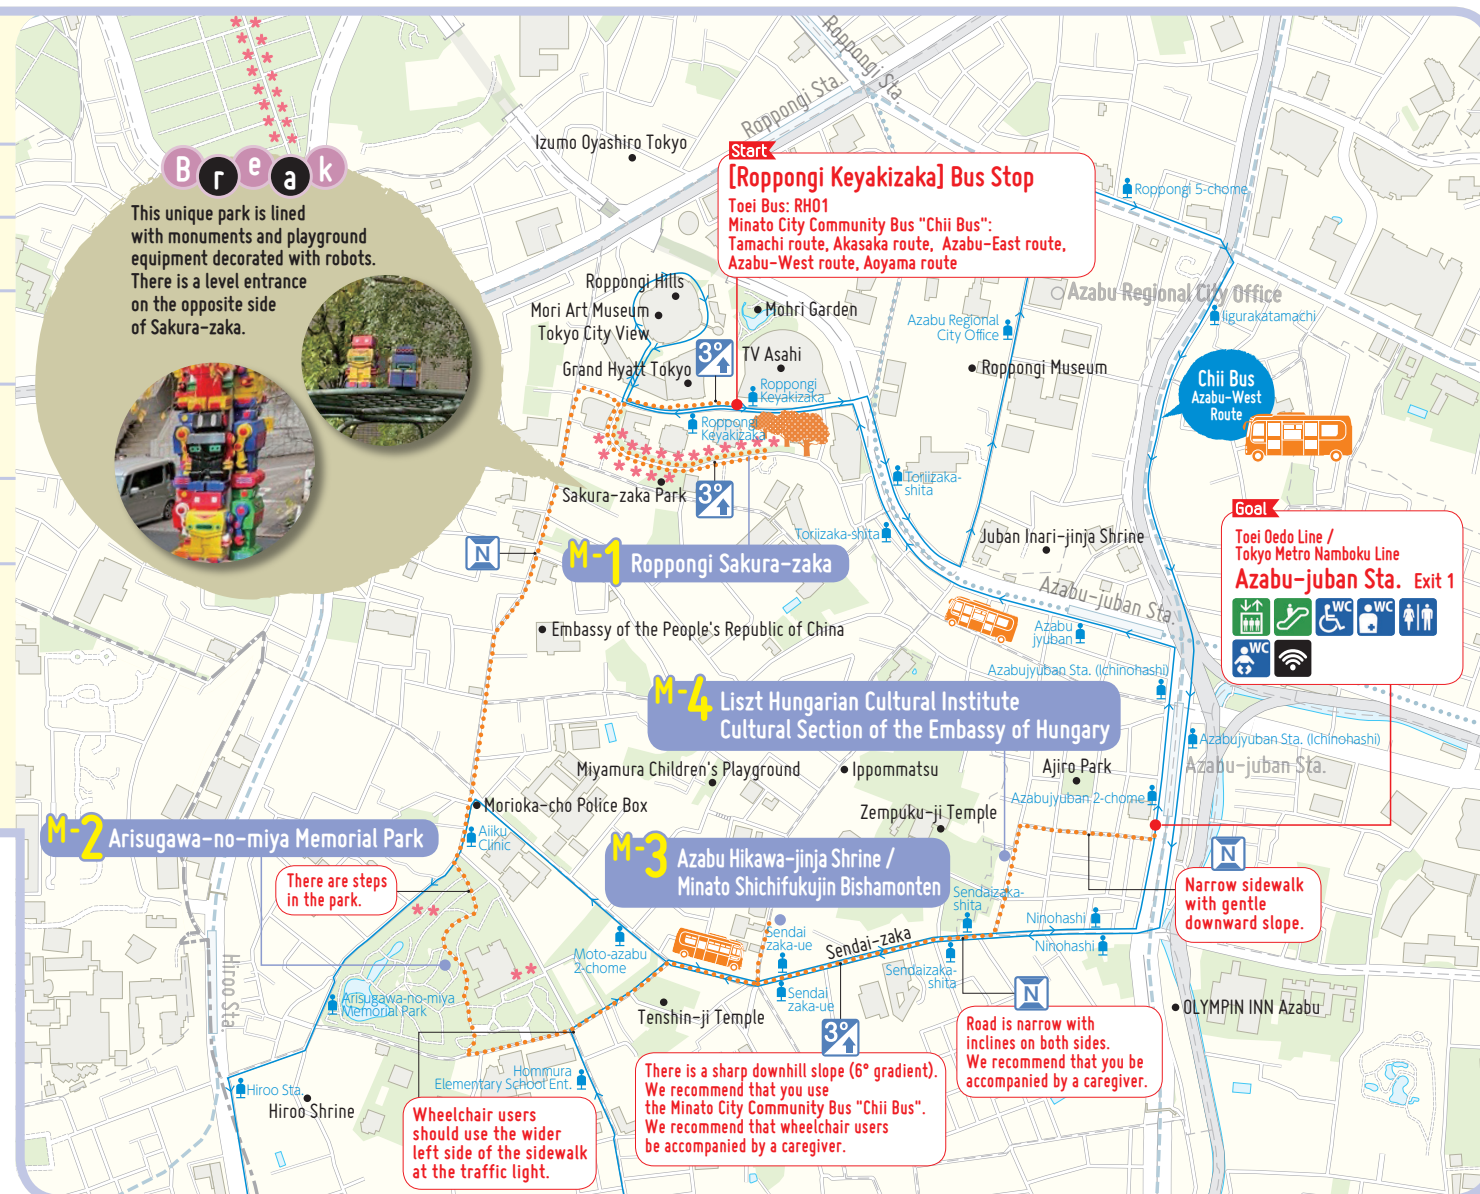 Roppongi Sta.
Roppongi Sta.
Izumo Oyashiro Tokyo
Break
This unique park is lined
with monuments and playground
equipment decorated with robots.
There is a level entrance
on the opposite side
of Sakura-zaka.
Start
[Roppongi Keyakizaka] Bus Stop
Toei Bus: RH01
Minato City Community Bus "Chii Bus":
Tamachi route, Akasaka route, Azabu-East route,
Azabu-West route, Aoyama route
Roppongi 5-chome
Roppongi Hills
Mori Art Museum
Tokyo City View
Mohri Garden
Azabu Regional City Office
Azabu Regional
City Office
Iigurakatamachi
3°
TV Asahi
Grand Hyatt Tokyo
Roppongi
Keyakizaka
Roppongi Museum
Chii Bus
Azabu-West
Route
Roppongi
Keyakizaka
Sakura-zaka Park
3°
Toriizaka-
shita
Toriizaka-shita
Juban Inari-jinja Shrine
Goal
Toei Oedo Line /
Tokyo Metro Namboku Line
Azabu-juban Sta. Exit 1
WC
WC
WC
N
M-1 Roppongi Sakura-zaka
Azabu-juban Sta.
Azabu
jyuban
Embassy of the People's Republic of China
Azabujyuban Sta. (Ichinohashi)
M-4 Liszt Hungarian Cultural Institute
Cultural Section of the Embassy of Hungary
Azabujyuban Sta. (Ichinohashi)
Azabu-juban Sta.
Miyamura Children's Playground
Ippommatsu
Ajiro Park
Azabujyuban 2-chome
Morioka-cho Police Box
Zempuku-ji Temple
M-2 Arisugawa-no-miya Memorial Park
Aiiku
Clinic
M-3 Azabu Hikawa-jinja Shrine /
Minato Shichifukujin Bishamonten
N
There are steps
in the park.
Narrow sidewalk
with gentle
downward slope.
Sendaizaka-
shita
Ninohashi
Ninohashi
Sendai
zaka-ue
Sendai-zaka
Moto-azabu
2-chome
Sendaizaka-
shita
Hiroo Sta.
Arisugawa-no-miya
Memorial Park
Sendai
zaka-ue
Tenshin-ji Temple
N
OLYMPIN INN Azabu
3°
Road is narrow with
inclines on both sides.
We recommend that you be
accompanied by a caregiver.
There is a sharp downhill slope (6° gradient).
We recommend that you use
the Minato City Community Bus "Chii Bus".
We recommend that wheelchair users
be accompanied by a caregiver.
Hommura
Elementary School Ent.
Hiroo Sta.
Hiroo Shrine
Wheelchair users
should use the wider
left side of the sidewalk
at the traffic light.